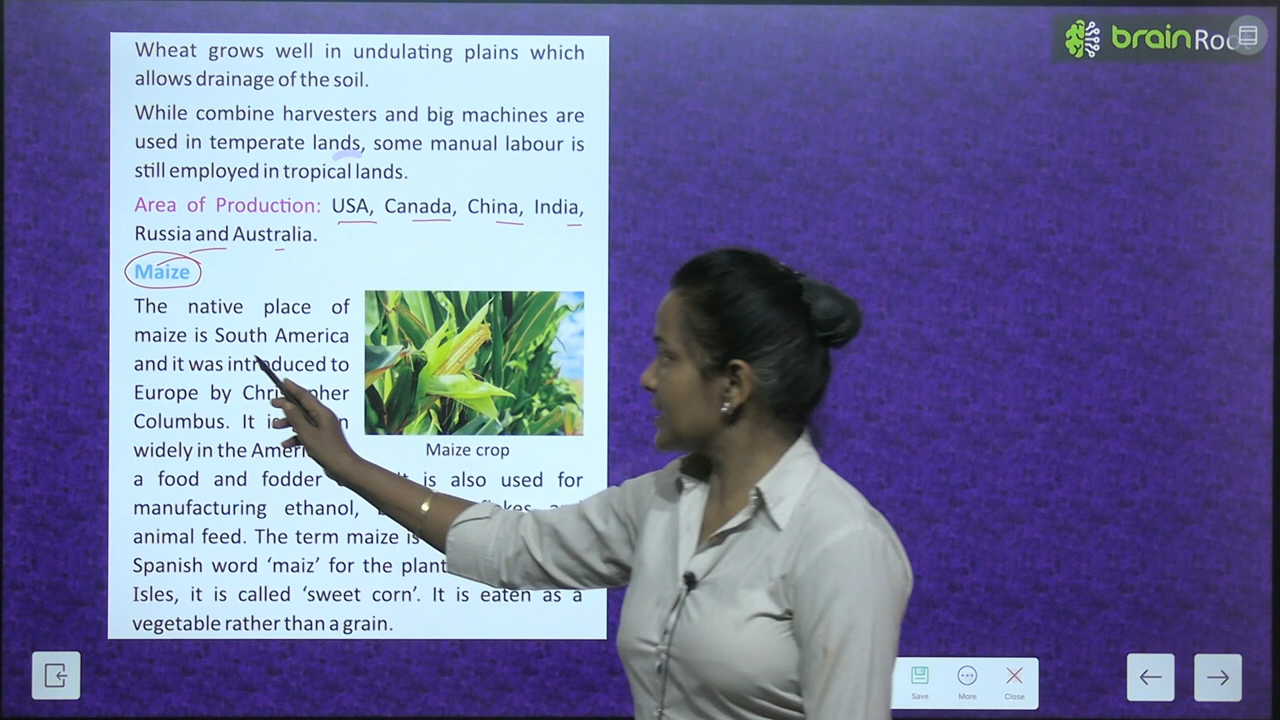 Wheat grows well in undulating plains which
allows drainage of the soil.
While combine harvesters and big machines are
used in temperate lands, some manual labour is
still employed in tropical lands.
Area of Production: USA, Canada, China, India,
Russia and Australia.
Maize
The native place of
maize is South America
and it was introduced to
Europe by Christopher
Columbus. It
widely in the
a food and fodder is also used for
manufacturing ethanol,
animal feed. The term maize is
Spanish word ‘maiz’ for the plant
Isles, it is called ‘sweet corn’. It is eaten as a
vegetable rather than a grain.
Maize crop
brain
Save
More
Close